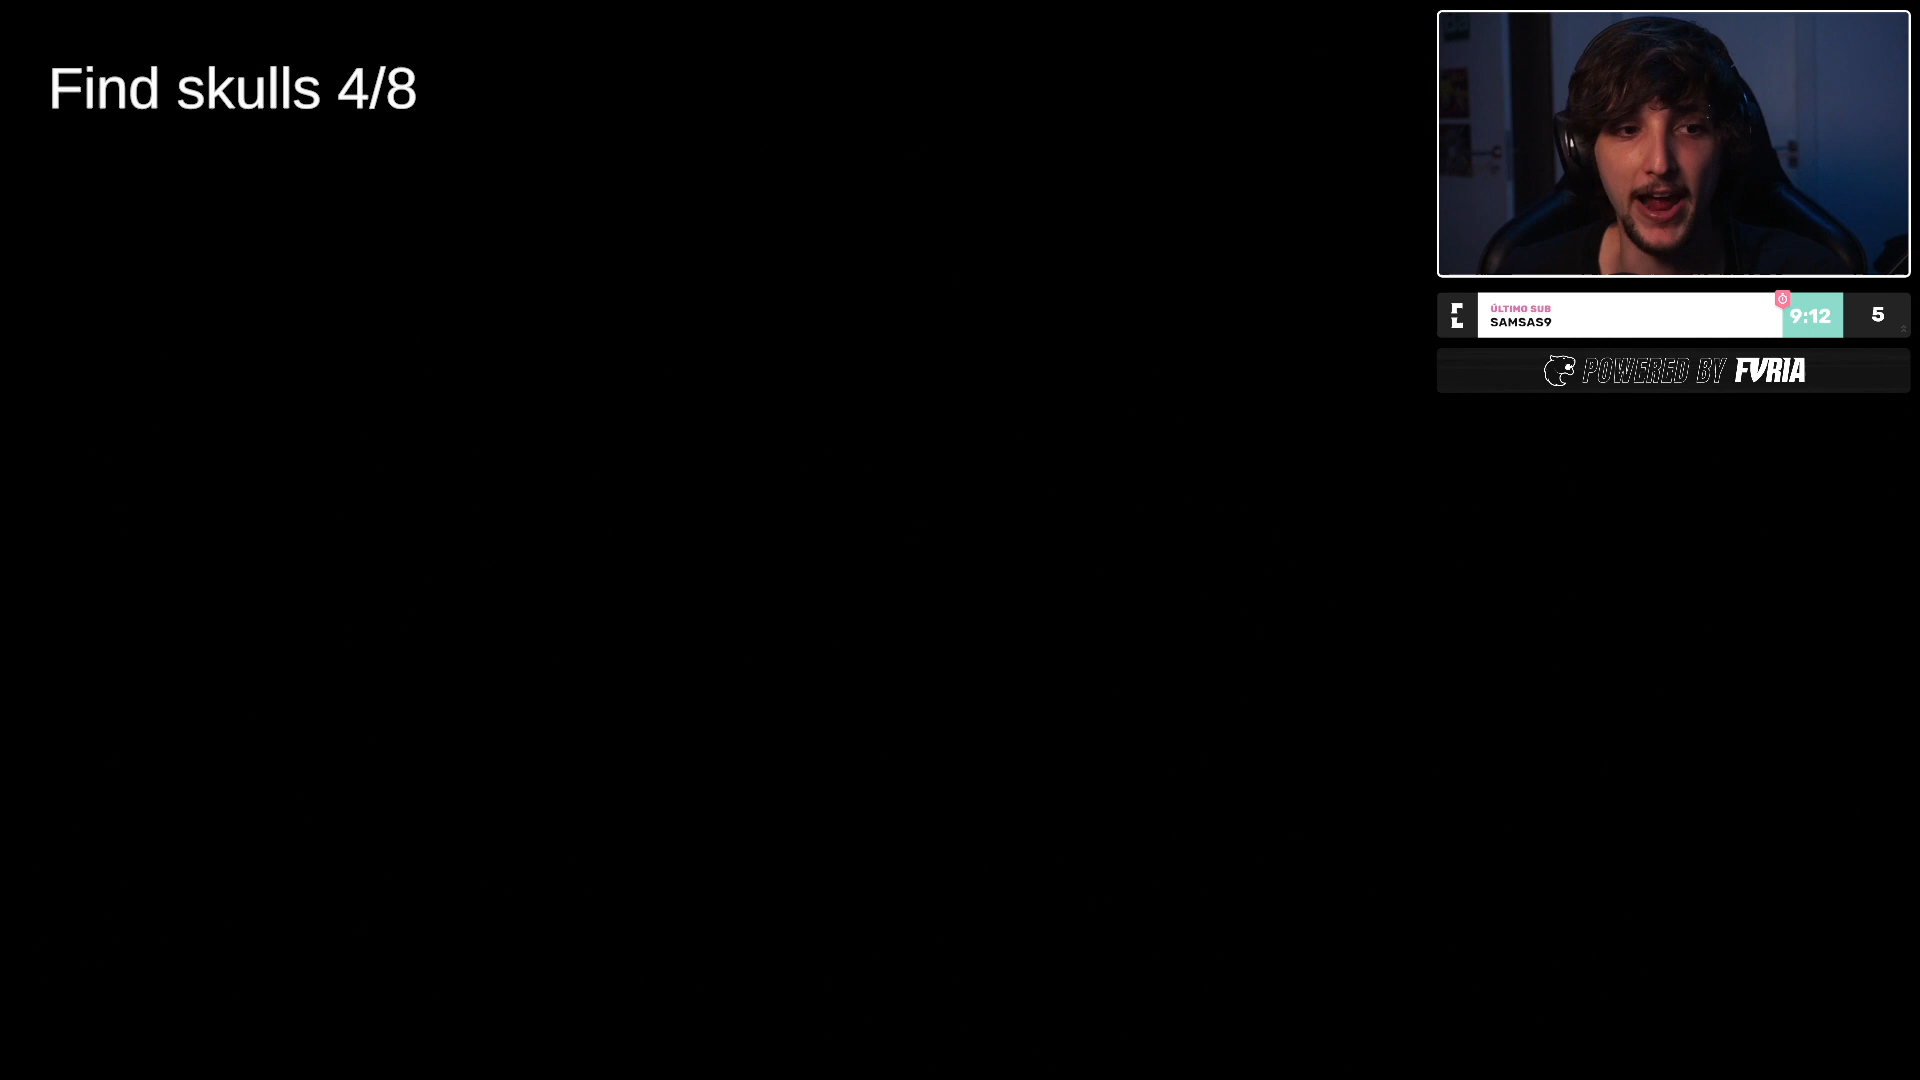 Find skulls 4/8
ÚLTIMO SUB
SAMSAS9
9:12
5
POWERED BY FURIA